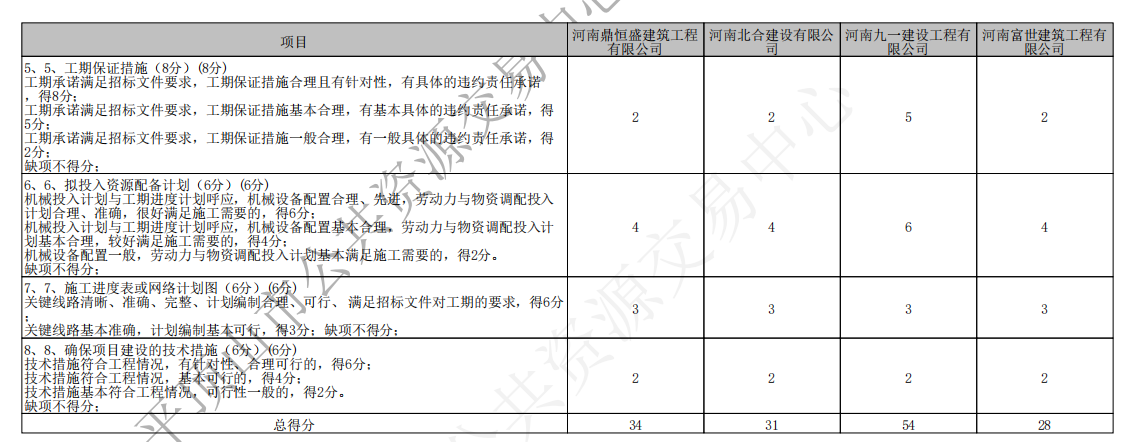 项目
河南鼎恒盛建筑工程
有限公司
河南北合建设有限公
司
河南九一建设工程有
限公司
河南富世建筑工程有
限公司
5、5、工期保证措施（8分）(8分)
工期承诺满足招标文件要求，工期保证措施合理且有针对性，有具体的违约责任承诺
，得8分；
工期承诺满足招标文件要求，工期保证措施基本合理，有基本具体的违约责任承诺，得
5分；
工期承诺满足招标文件要求，工期保证措施一般合理，有一般具体的违约责任承诺，得
2分；
缺项不得分；
2
2
5
2
6、6、拟投入资源配备计划（6分）(6分)
机械投入计划与工期进度计划呼应，机械设备配置合理、先进，劳动力与物资调配投入
计划合理、准确，很好满足施工需要的，得6分；
机械投入计划与工期进度计划呼应，机械设备配置基本合理、劳动力与物资调配投入计
划基本合理，较好满足施工需要的，得4分；
机械设备配置一般，劳动力与物资调配投入计划基本满足施工需要的，得2分。
缺项不得分；
4
4
6
4
7、7、施工进度表或网络计划图（6分）(6分)
关键线路清晰、准确、完整、计划编制合理、可行、 满足招标文件对工期的要求，得6分
；
关键线路基本准确，计划编制基本可行，得3分；缺项不得分；
3
3
3
3
8、8、确保项目建设的技术措施（6分）(6分)
技术措施符合工程情况，有针对性、合理可行的，得6分；
技术措施符合工程情况，基本可行的，得4分；
技术措施基本符合工程情况，可行性一般的，得2分。
缺项不得分；
2
2
2
2
总得分
34
31
54
28
平顶山市公共资源交易中心
公共资源交易中心